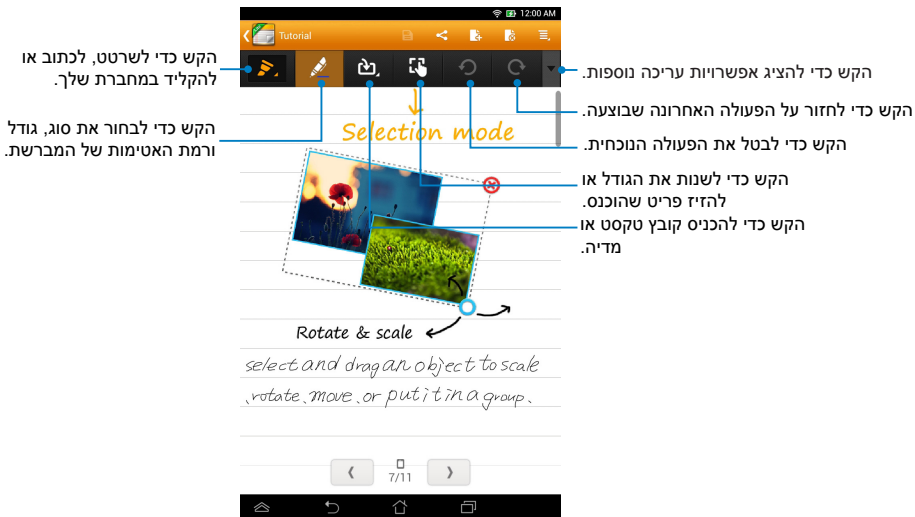 12:00 AM
Tutorial
הקש כדי לשרטט, לכתוב או
להקליד במחברת שלך.
הקש כדי לבחור את סוג, גודל
ורמת האטימות של המברשת.
הקש כדי להציג אפשרויות עריכה נוספות.
הקש כדי לחזור על הפעולה האחרונה שבוצעה.
הקש כדי לבטל את הפעולה הנוכחית.
הקש כדי לשנות את הגודל או
להזיז פריט שהוכנס.
הקש כדי להכניס קובץ טקסט או
מדיה.
Selection mode
Rotate & scale
select and drag an object to scale
、rotate、move、or put it in a group、
7/11